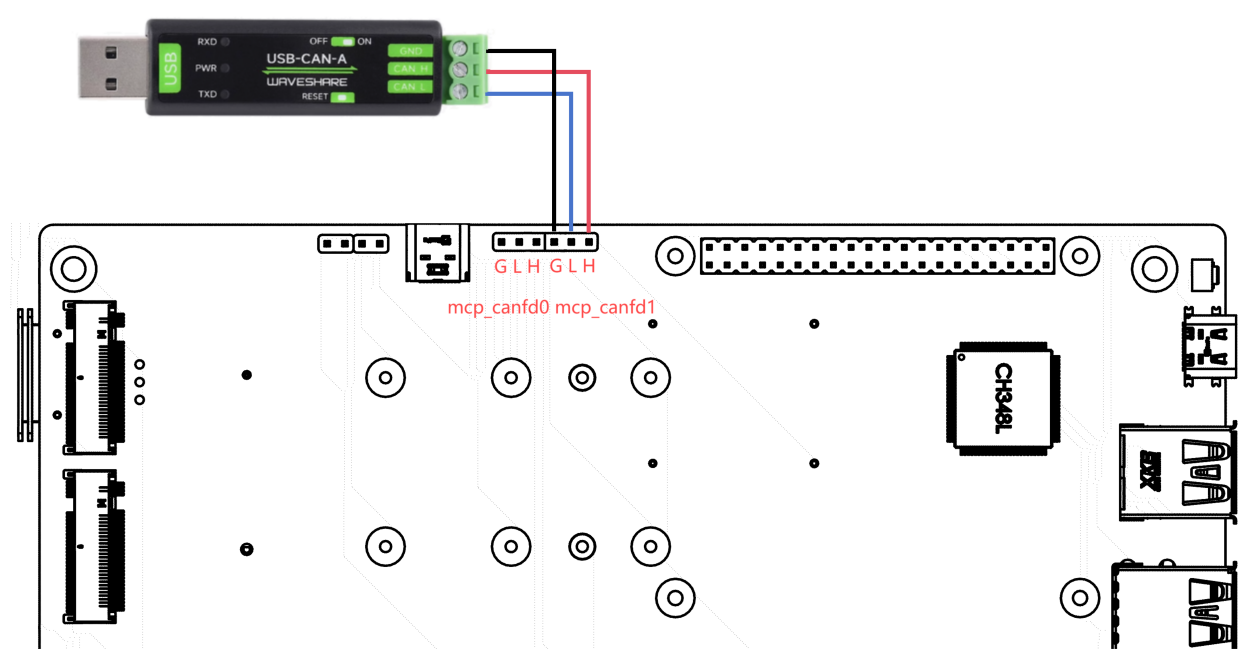 RXD
OFF
ON
GND
USB
PWR
USB-CAN-A
CAN_H
WAVESHARE
TXD
RESET
CAN_L
G L H G L H
mcp_canfd0 mcp_canfd1
CH348L